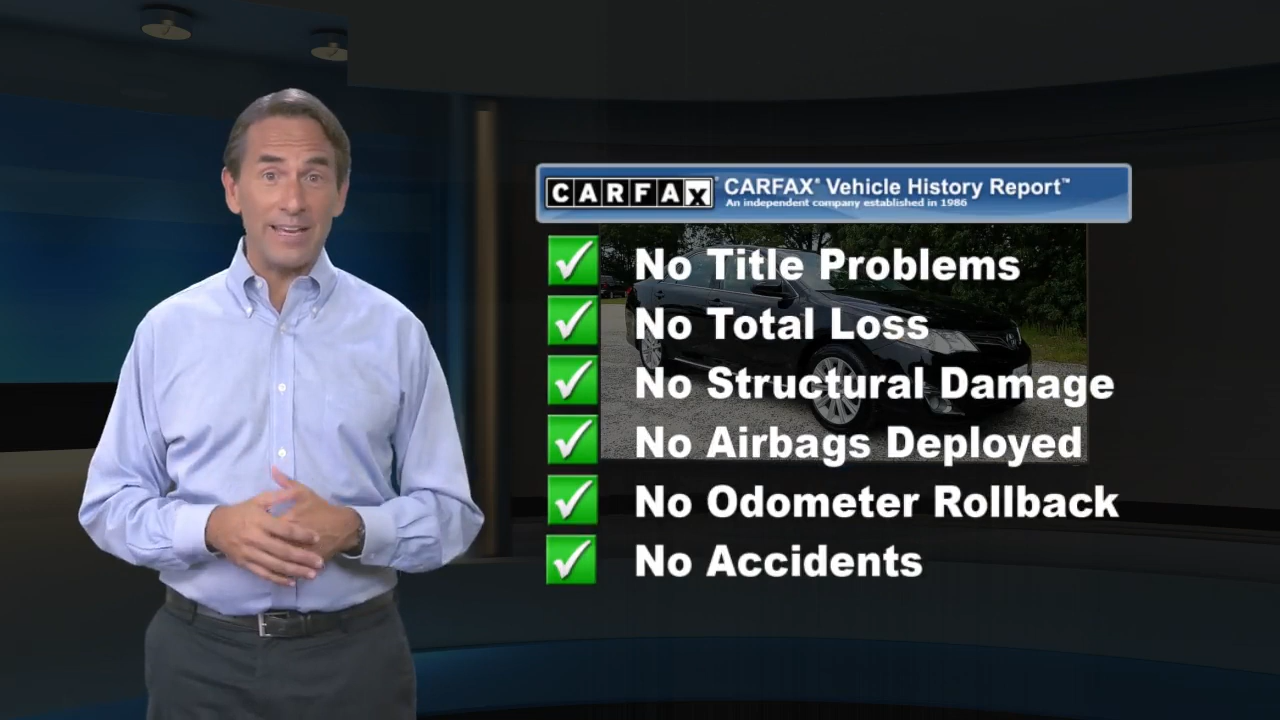 CARFAX® CARFAX® Vehicle History Report™
An independent company established in 1986
No Title Problems
No Total Loss
No Structural Damage
No Airbags Deployed
No Odometer Rollback
No Accidents